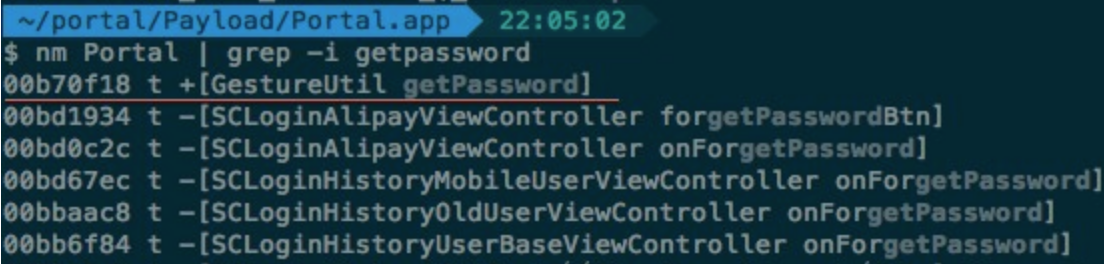 ~/portal/Payload/Portal.app 22:05:02
$ nm Portal | grep -i getpassword
00b70f18 t +[GestureUtil getPassword]
00bd1934 t -[SCLoginAlipayViewController forgetPasswordBtn]
00bd0c2c t -[SCLoginAlipayViewController onForgetPassword]
00bd67ec t -[SCLoginHistoryMobileUserViewController onForgetPassword]
00bbaac8 t -[SCLoginHistoryOldUserViewController onForgetPassword]
00bb6f84 t -[SCLoginHistoryUserBaseViewController onForgetPassword]